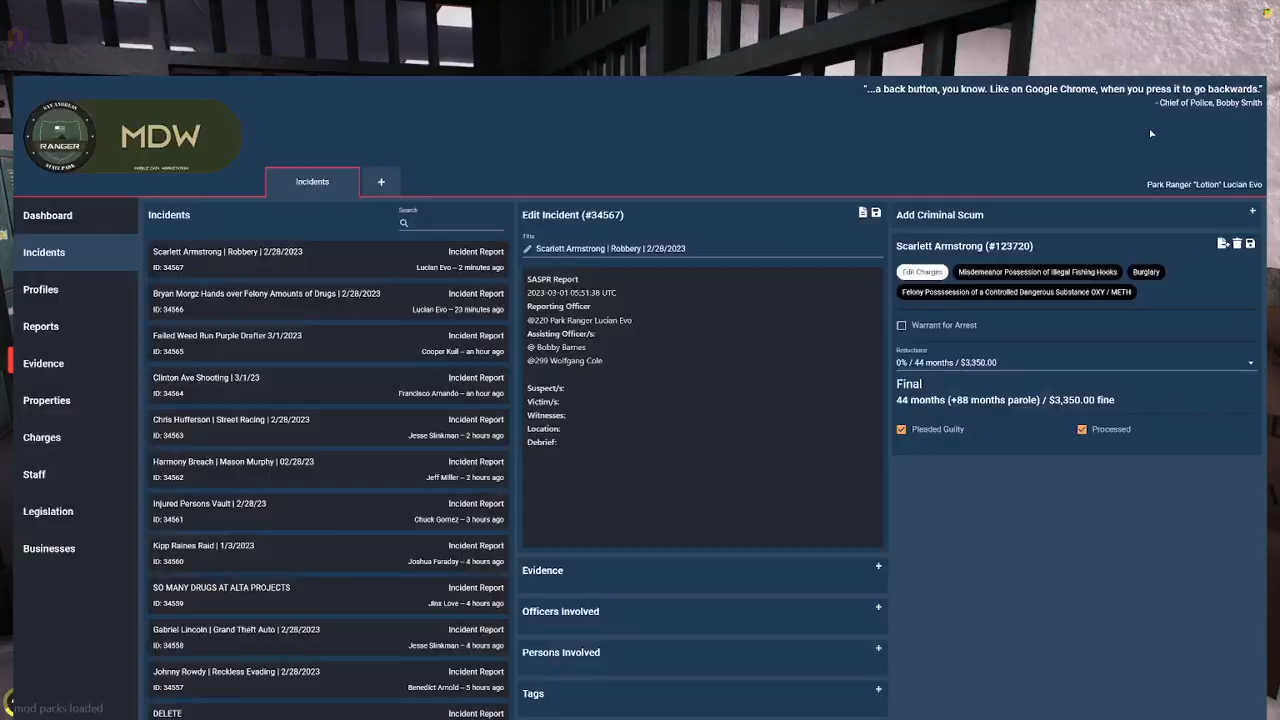 "...a back button, you know. Like on Google Chrome, when you press it to go backwards."
- Chief of Police, Bobby Smith
SAN ANDREAS
RANGER
STATE PARK
MDW
MOBILE DATA WORKSTATION
Incidents
+
Park Ranger "Lotion" Lucian Evo
Dashboard
Incidents
Profiles
Reports
Evidence
Properties
Charges
Staff
Legislation
Businesses
Incidents
Search
Scarlett Armstrong | Robbery | 2/28/2023 Incident Report
ID: 34567 Lucian Evo – 2 minutes ago
Bryan Morgz Hands over Felony Amounts of Drugs | 2/28/2023 Incident Report
ID: 34566 Lucian Evo – 23 minutes ago
Failed Weed Run Purple Drafter 3/1/2023 Incident Report
ID: 34565 Cooper Kull – an hour ago
Clinton Ave Shooting | 3/1/23 Incident Report
ID: 34564 Francisco Amando – an hour ago
Chris Hufferson | Street Racing | 2/28/2023 Incident Report
ID: 34563 Jesse Slinkman – 2 hours ago
Harmony Breach | Mason Murphy | 02/28/23 Incident Report
ID: 34562 Jeff Miller – 2 hours ago
Injured Persons Vault | 2/28/23 Incident Report
ID: 34561 Chuck Gomez – 3 hours ago
Kipp Raines Raid | 1/3/2023 Incident Report
ID: 34560 Joshua Faraday – 4 hours ago
SO MANY DRUGS AT ALTA PROJECTS Incident Report
ID: 34559 Jinx Love – 4 hours ago
Gabriel Lincoln | Grand Theft Auto | 2/28/2023 Incident Report
ID: 34558 Jesse Slinkman – 4 hours ago
Johnny Rowdy | Reckless Evading | 2/28/2023 Incident Report
ID: 34557 Benedict Arnold – 5 hours ago
DELETE Incident Report
Edit Incident (#34567)
Title
Scarlett Armstrong | Robbery | 2/28/2023
SASPR Report
2023-03-01 05:51:38 UTC
Reporting Officer
@220 Park Ranger Lucian Evo
Assisting Officer/s:
@ Bobby Barnes
@299 Wolfgang Cole
Suspect/s:
Victim/s:
Witnesses:
Location:
Debrief:
Evidence +
Officers Involved +
Persons Involved +
Tags +
Add Criminal Scum +
Scarlett Armstrong (#123720)
Edit Charges Misdemeanor Possession of Illegal Fishing Hooks Burglary
Felony Posssession of a Controlled Dangerous Substance OXY / METH
Warrant for Arrest
Reductions
0% / 44 months / $3,350.00
Final
44 months (+88 months parole) / $3,350.00 fine
Pleaded Guilty Processed
mod packs loaded